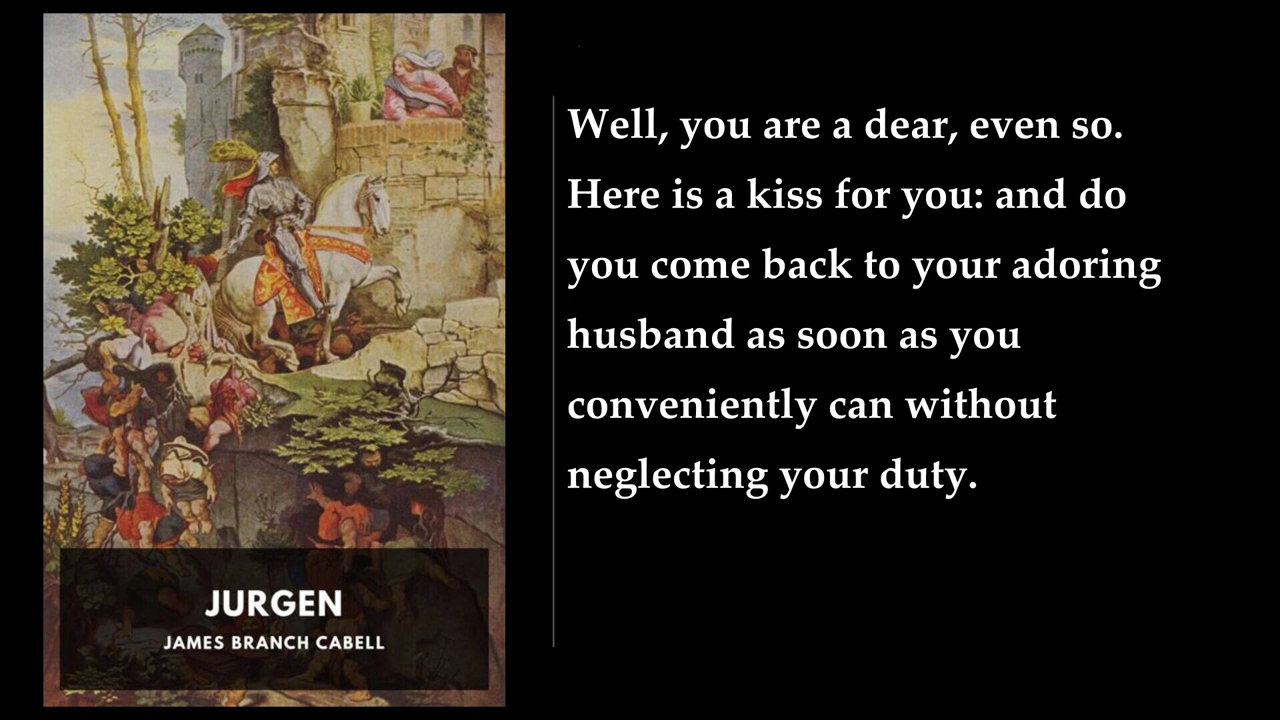 Well, you are a dear, even so.
Here is a kiss for you: and do
you come back to your adoring
husband as soon as you
conveniently can without
neglecting your duty.
JURGEN
JAMES BRANCH CABELL